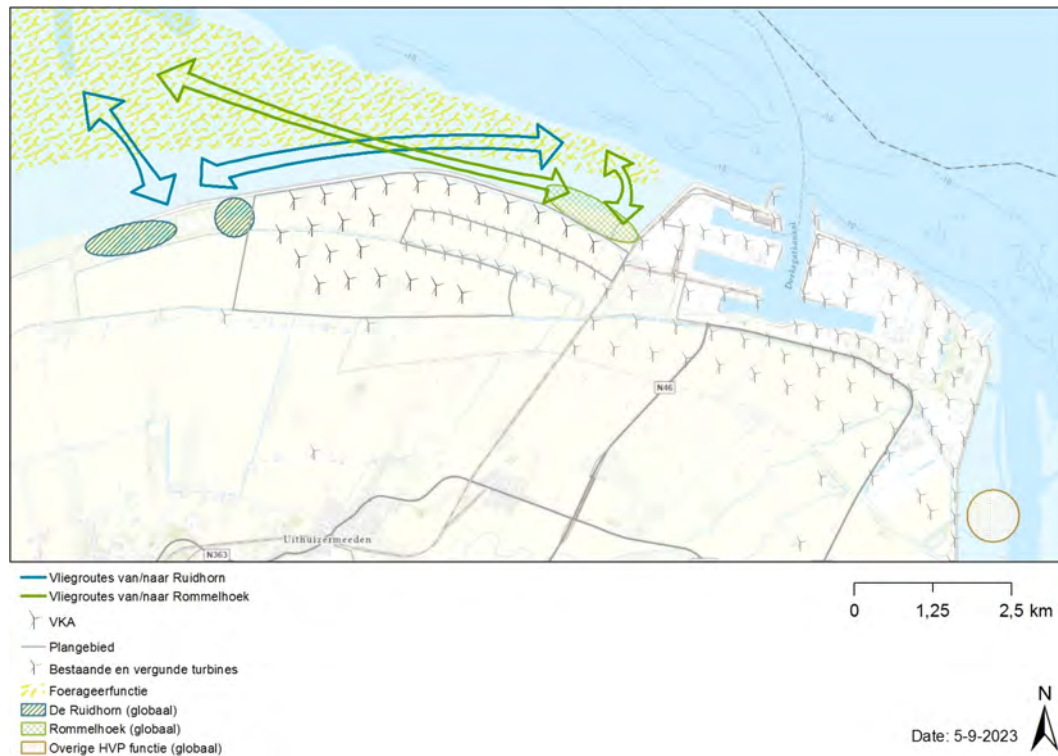 Doekegatkanaal
N46
Uithuizermeeden
N363
Vliegroutes van/naar Ruidhorn
Vliegroutes van/naar Rommelhoek
VKA
Plangebied
Bestaande en vergunde turbines
Foerageerfunctie
De Ruidhorn (globaal)
Rommelhoek (globaal)
Overige HVP functie (globaal)
0 1,25 2,5 km
N
Date: 5-9-2023